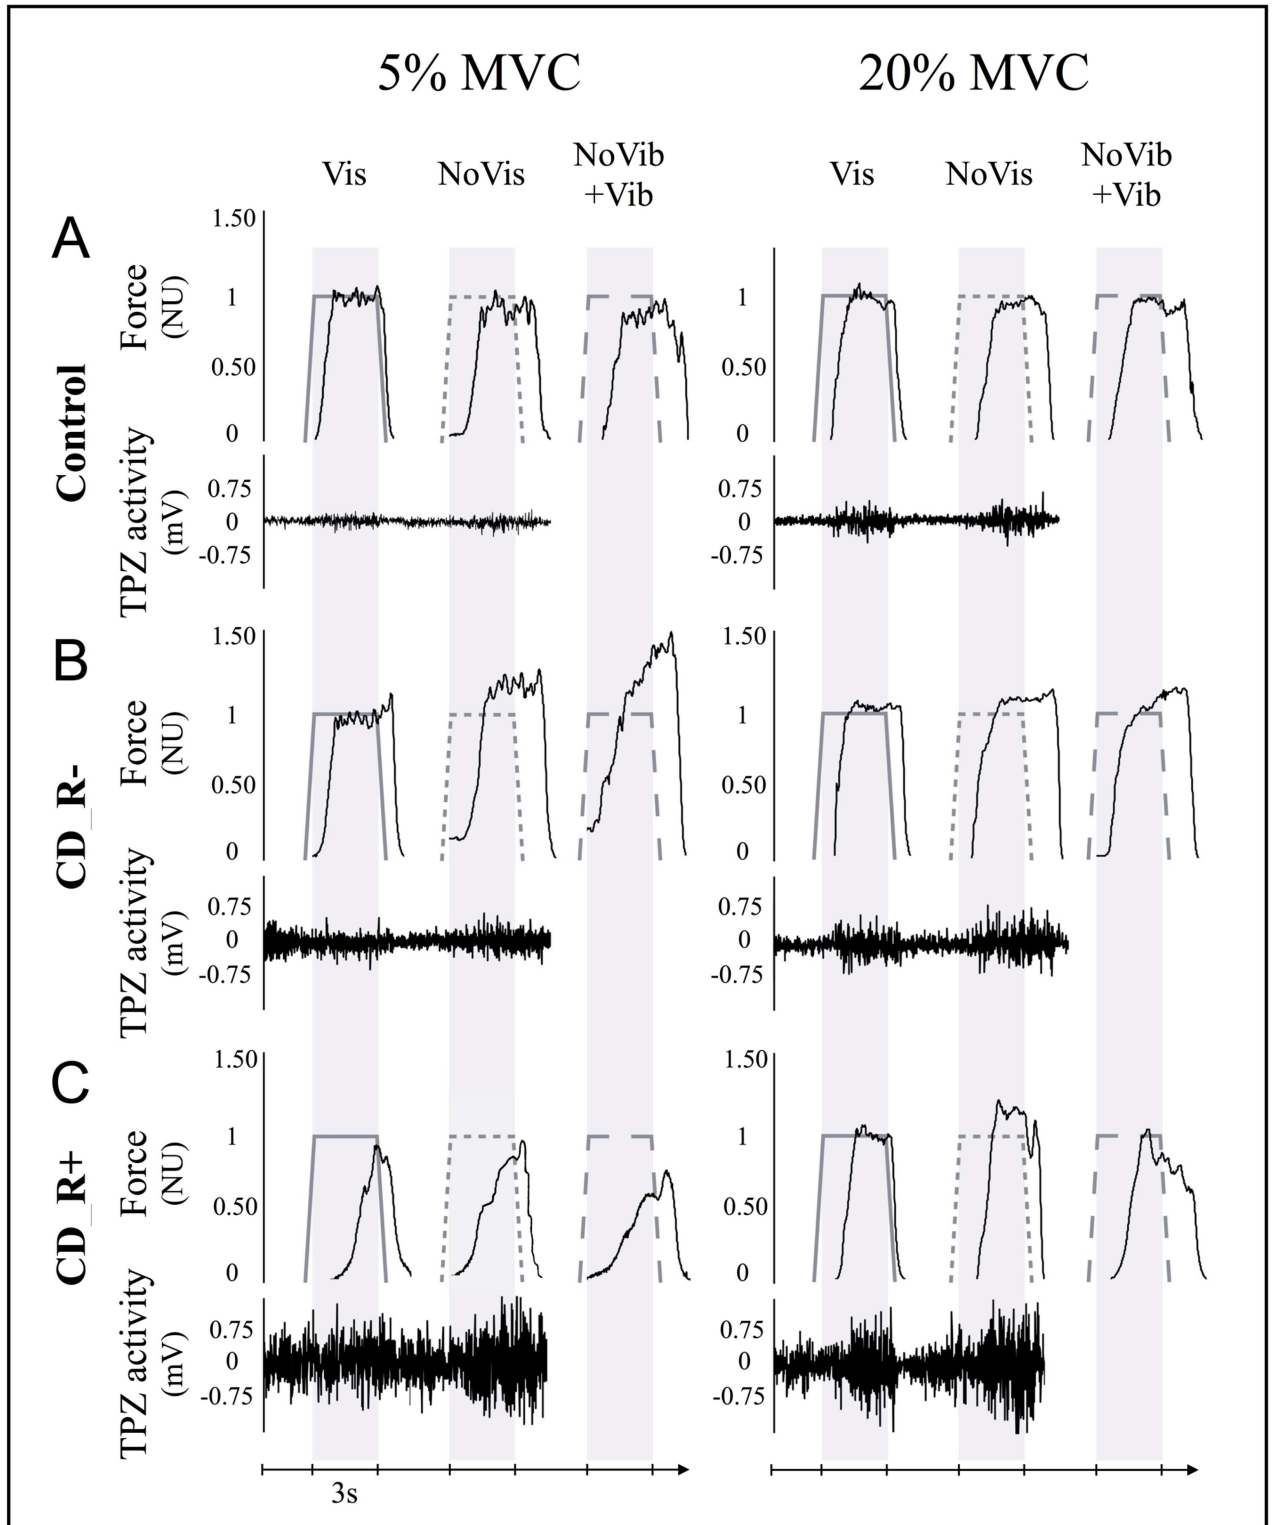 5% MVC
20% MVC
Vis
NoVis
NoVib
+Vib
Vis
NoVis
NoVib
+Vib
A
Control
Force
(NU)
1.50
1
0.50
0
1
0.50
0
TPZ activity
(mV)
0.75
0
-0.75
0.75
0
-0.75
B
CD_R-
Force
(NU)
1.50
1
0.50
0
1.50
1
0.50
0
TPZ activity
(mV)
0.75
0
-0.75
0.75
0
-0.75
C
CD_R+
Force
(NU)
1.50
1
0.50
0
1.50
1
0.50
0
TPZ activity
(mV)
0.75
0
-0.75
0.75
0
-0.75
3s